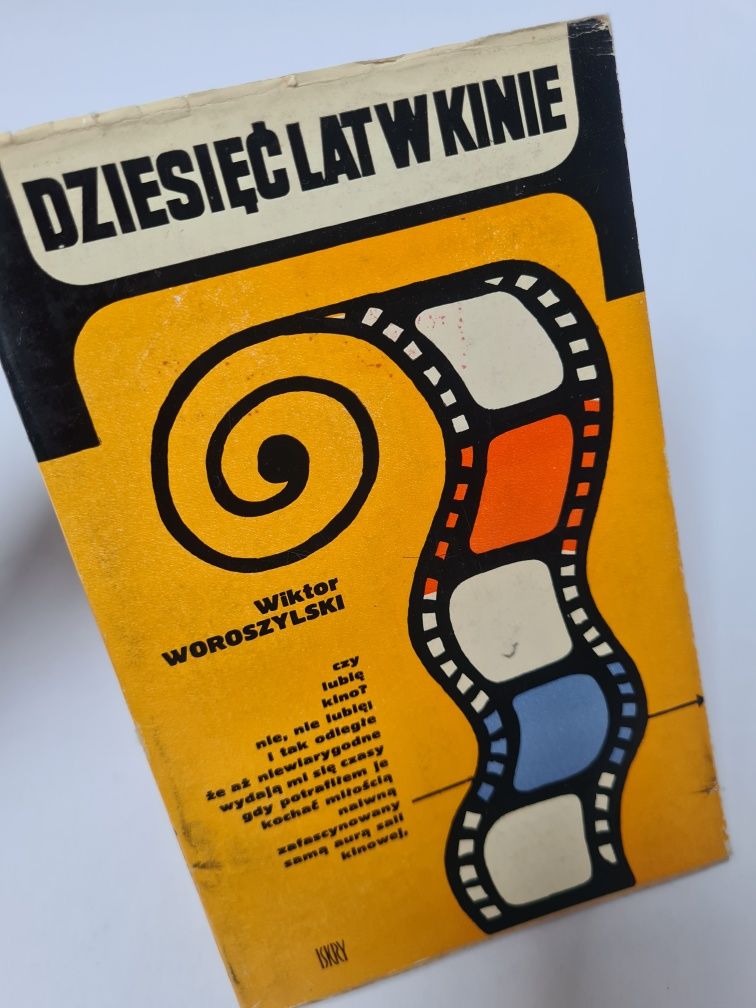 DZIESIĘĆ LAT W KINIE
Wiktor
WOROSZYLSKI
czy
lubię
kino?
nie, nie lubię!
i tak odległe
że aż niewiarygodne
wydają mi się czasy
gdy potrafiłem je
kochać miłością
naiwną
zafascynowany
samą aurą sali
kinowej.
ISKRY